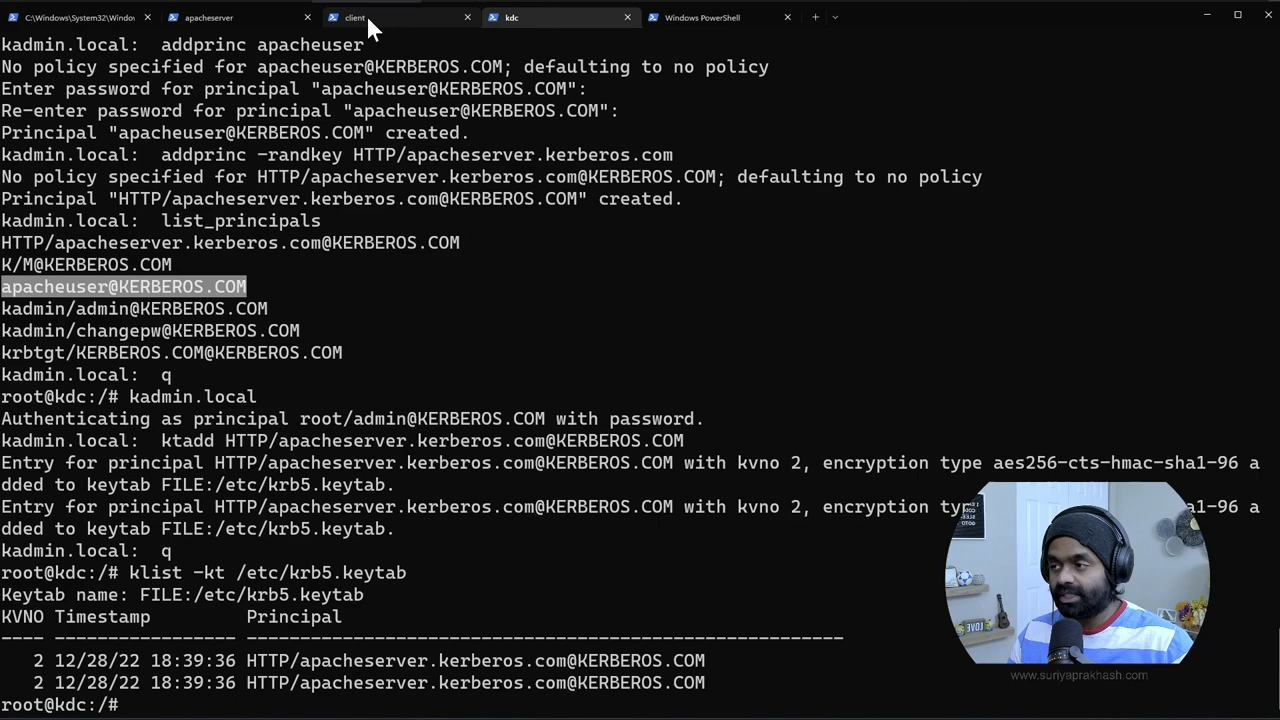 C:\Windows\System32\Window
apacheserver
client
kdc
Windows PowerShell
kadmin.local:  addprinc apacheuser
No policy specified for apacheuser@KERBEROS.COM; defaulting to no policy
Enter password for principal "apacheuser@KERBEROS.COM":
Re-enter password for principal "apacheuser@KERBEROS.COM":
Principal "apacheuser@KERBEROS.COM" created.
kadmin.local:  addprinc -randkey HTTP/apacheserver.kerberos.com
No policy specified for HTTP/apacheserver.kerberos.com@KERBEROS.COM; defaulting to no policy
Principal "HTTP/apacheserver.kerberos.com@KERBEROS.COM" created.
kadmin.local:  list_principals
HTTP/apacheserver.kerberos.com@KERBEROS.COM
K/M@KERBEROS.COM
apacheuser@KERBEROS.COM
kadmin/admin@KERBEROS.COM
kadmin/changepw@KERBEROS.COM
krbtgt/KERBEROS.COM@KERBEROS.COM
kadmin.local:  q
root@kdc:/# kadmin.local
Authenticating as principal root/admin@KERBEROS.COM with password.
kadmin.local:  ktadd HTTP/apacheserver.kerberos.com@KERBEROS.COM
Entry for principal HTTP/apacheserver.kerberos.com@KERBEROS.COM with kvno 2, encryption type aes256-cts-hmac-sha1-96 a
dded to keytab FILE:/etc/krb5.keytab.
Entry for principal HTTP/apacheserver.kerberos.com@KERBEROS.COM with kvno 2, encryption a1-96 a
dded to keytab FILE:/etc/krb5.keytab.
kadmin.local:  q
root@kdc:/# klist -kt /etc/krb5.keytab
Keytab name: FILE:/etc/krb5.keytab
KVNO Timestamp         Principal
---- ----------------- --------------------------------------------------------
   2 12/28/22 18:39:36 HTTP/apacheserver.kerberos.com@KERBEROS.COM
   2 12/28/22 18:39:36 HTTP/apacheserver.kerberos.com@KERBEROS.COM
root@kdc:/#
LOVE
www.suriyaprakhash.com